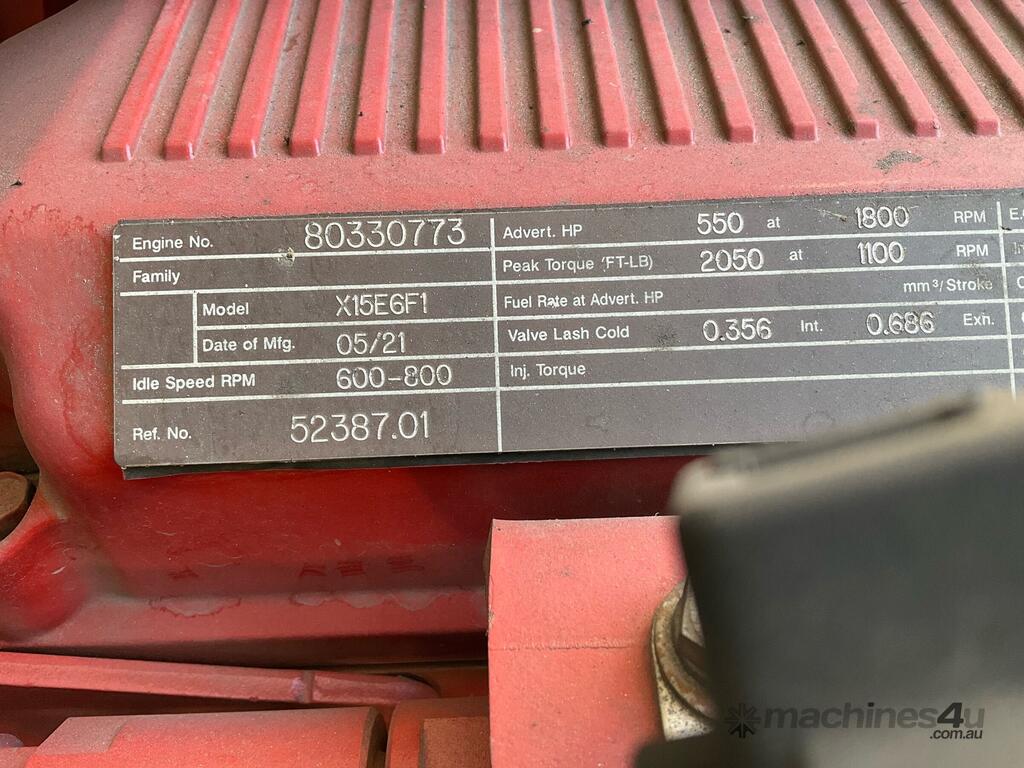 Engine No. 80330773
Family
Model X15E6F1
Date of Mfg. 05/21
Idle Speed RPM 600-800
Ref. No. 52387.01
Advert. HP 550 at 1800 RPM
Peak Torque (FT-LB) 2050 at 1100 RPM
Fuel Rate at Advert. HP mm³/Stroke
Valve Lash Cold 0.356 Int. 0.686 Exh.
Inj. Torque
machines4u
.com.au